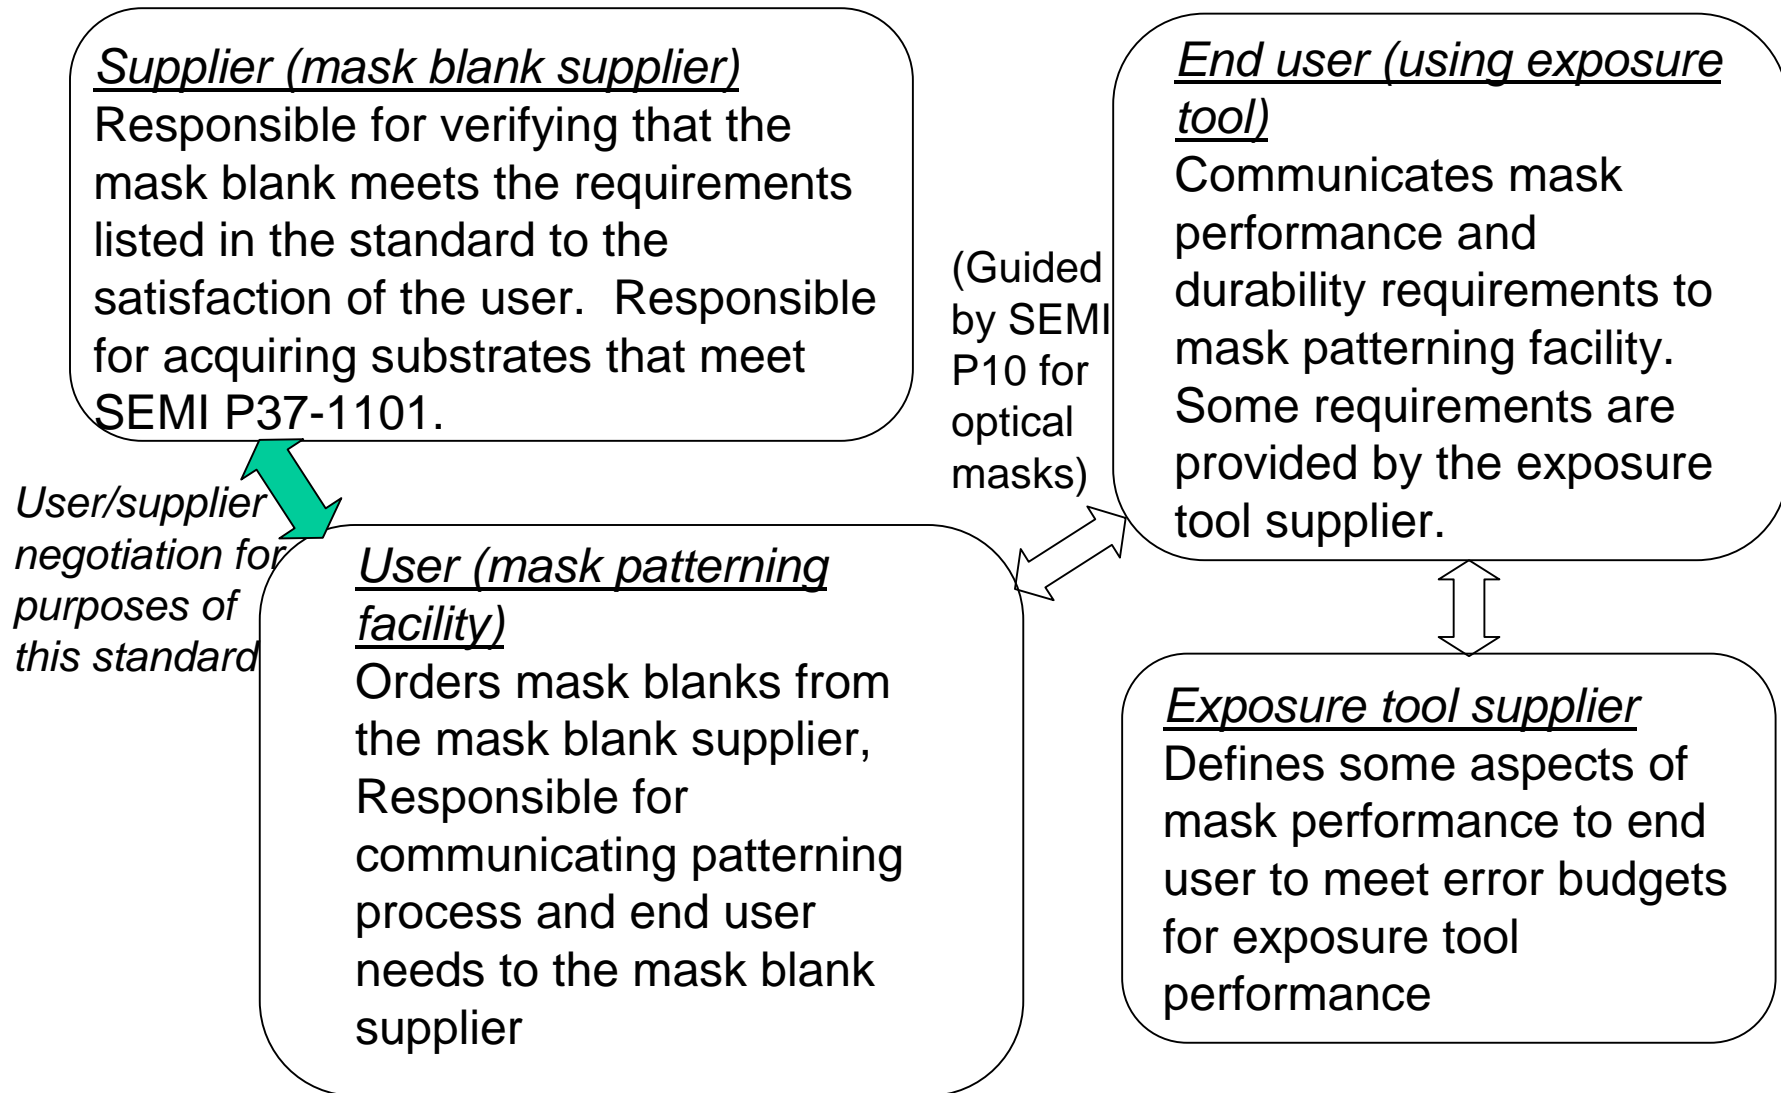 Supplier (mask blank supplier)
Responsible for verifying that the
mask blank meets the requirements
listed in the standard to the
satisfaction of the user.  Responsible
for acquiring substrates that meet
SEMI P37-1101.
User/supplier
negotiation for
purposes of
this standard
User (mask patterning
facility)
Orders mask blanks from
the mask blank supplier,
Responsible for
communicating patterning
process and end user
needs to the mask blank
supplier
(Guided
by SEMI
P10 for
optical
masks)
End user (using exposure
tool)
Communicates mask
performance and
durability requirements to
mask patterning facility.
Some requirements are
provided by the exposure
tool supplier.
Exposure tool supplier
Defines some aspects of
mask performance to end
user to meet error budgets
for exposure tool
performance